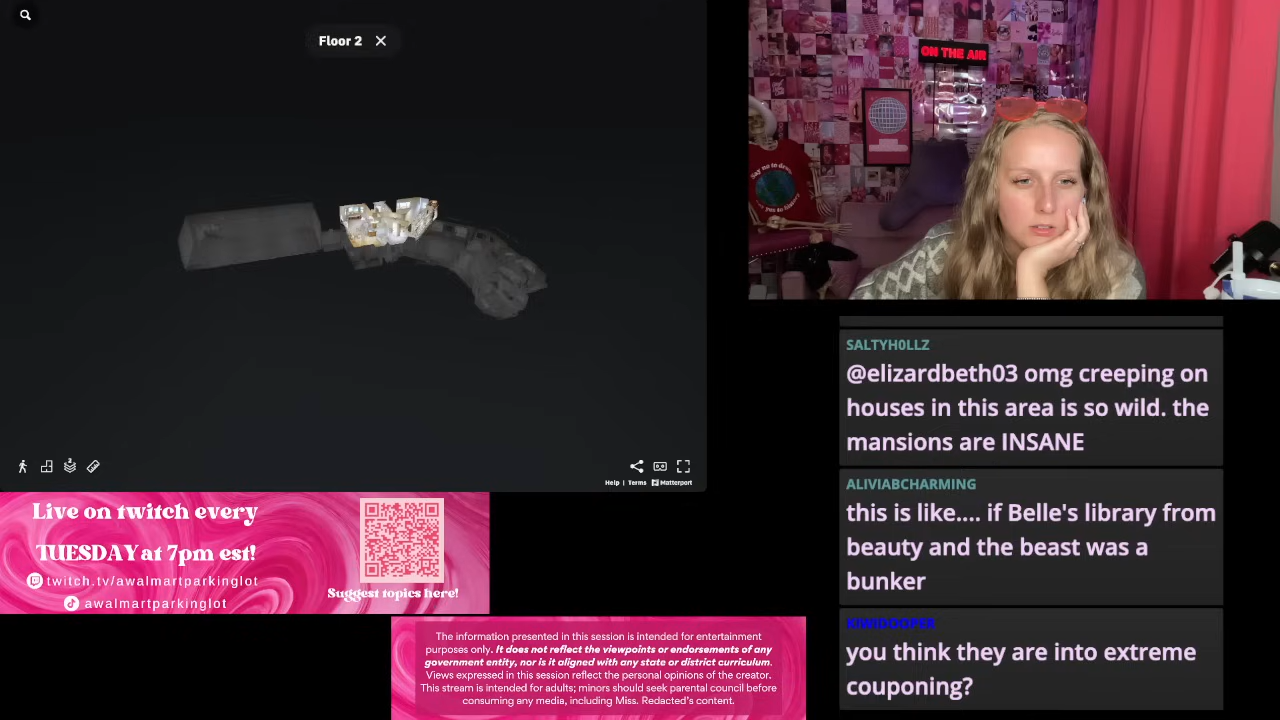 Floor 2
ON THE AIR
Say no to drugs
SALTYH0LLZ
@elizardbeth03 omg creeping on
houses in this area is so wild. the
mansions are INSANE
ALIVIABCHARMING
this is like.... if Belle's library from
beauty and the beast was a
bunker
KIWIDOOFER
you think they are into extreme
couponing?
2
Help | Terms Matterport
Live on twitch every
TUESDAY at 7pm est!
twitch.tv/awalmartparkinglot
awalmartparkinglot
Suggest topics here!
The information presented in this session is intended for entertainment
purposes only. It does not reflect the viewpoints or endorsements of any
government entity, nor is it aligned with any state or district curriculum.
Views expressed in this session reflect the personal opinions of the creator.
This stream is intended for adults; minors should seek parental council before
consuming any media, including Miss. Redacted's content.